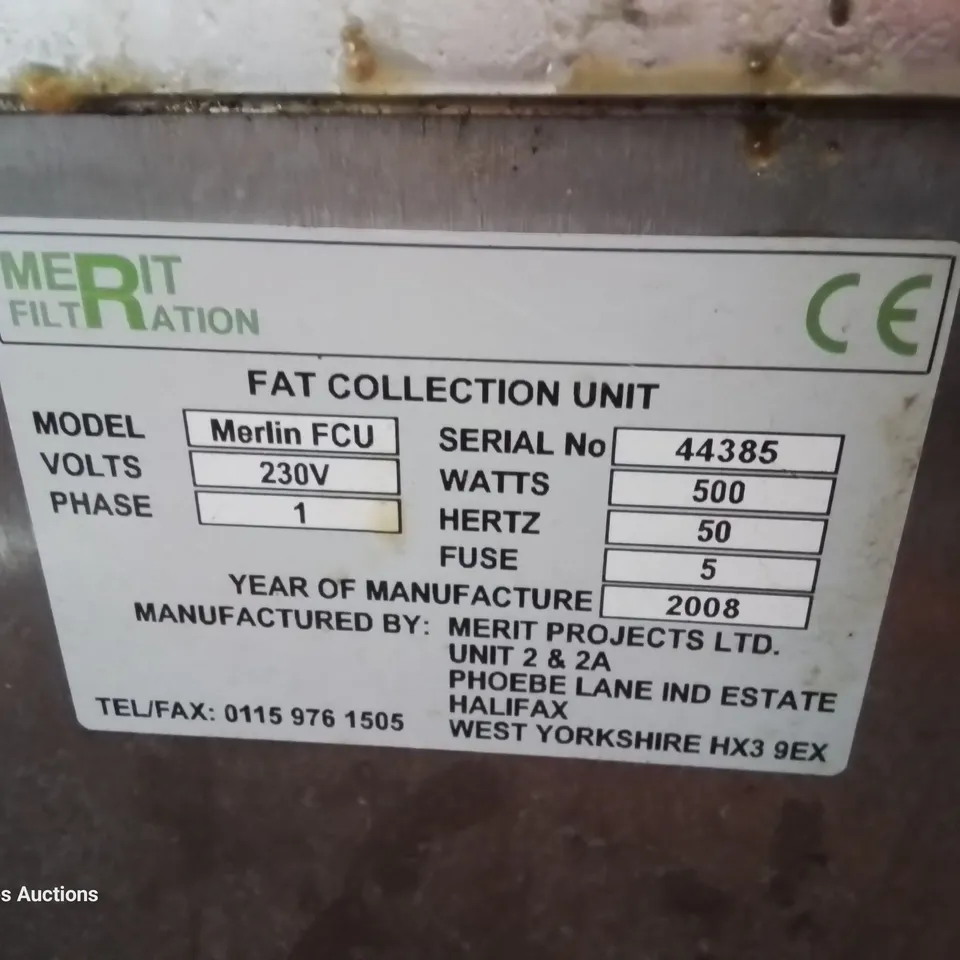 MERIT
FILTRATION
CE
FAT COLLECTION UNIT
MODEL Merlin FCU SERIAL No 44385
VOLTS 230V WATTS 500
PHASE 1 HERTZ 50
FUSE 5
YEAR OF MANUFACTURE 2008
MANUFACTURED BY: MERIT PROJECTS LTD.
UNIT 2 & 2A
PHOEBE LANE IND ESTATE
HALIFAX
TEL/FAX: 0115 976 1505 WEST YORKSHIRE HX3 9EX
s Auctions